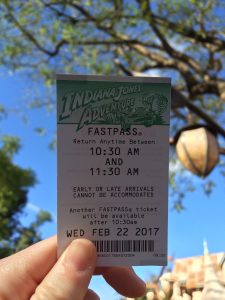 INDIANA JONES
ADVENTURE
FASTPASS®
Return Anytime Between
10:30 AM
AND
11:30 AM
EARLY OR LATE ARRIVALS
CANNOT BE ACCOMMODATES
Another FASTPASS® ticket
will be available
after 10:30am
WED FEB 22 2017